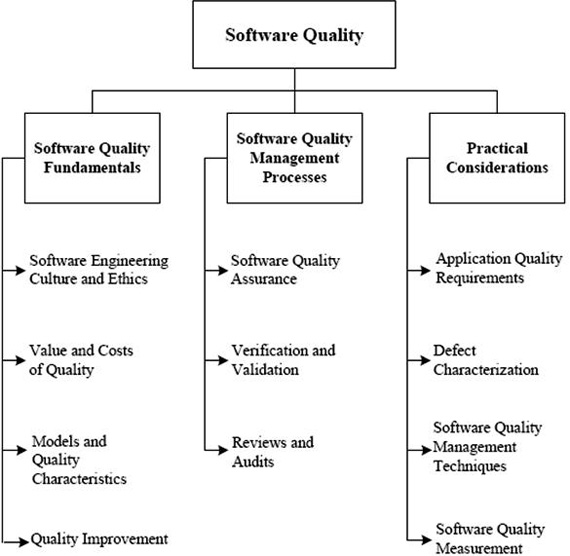 Software Quality
Software Quality
Fundamentals
Software Engineering
Culture and Ethics
Value and Costs
of Quality
Models and
Quality
Characteristics
Quality Improvement
Software Quality
Management
Processes
Software Quality
Assurance
Verification and
Validation
Reviews and
Audits
Practical
Considerations
Application Quality
Requirements
Defect
Characterization
Software Quality
Management
Techniques
Software Quality
Measurement